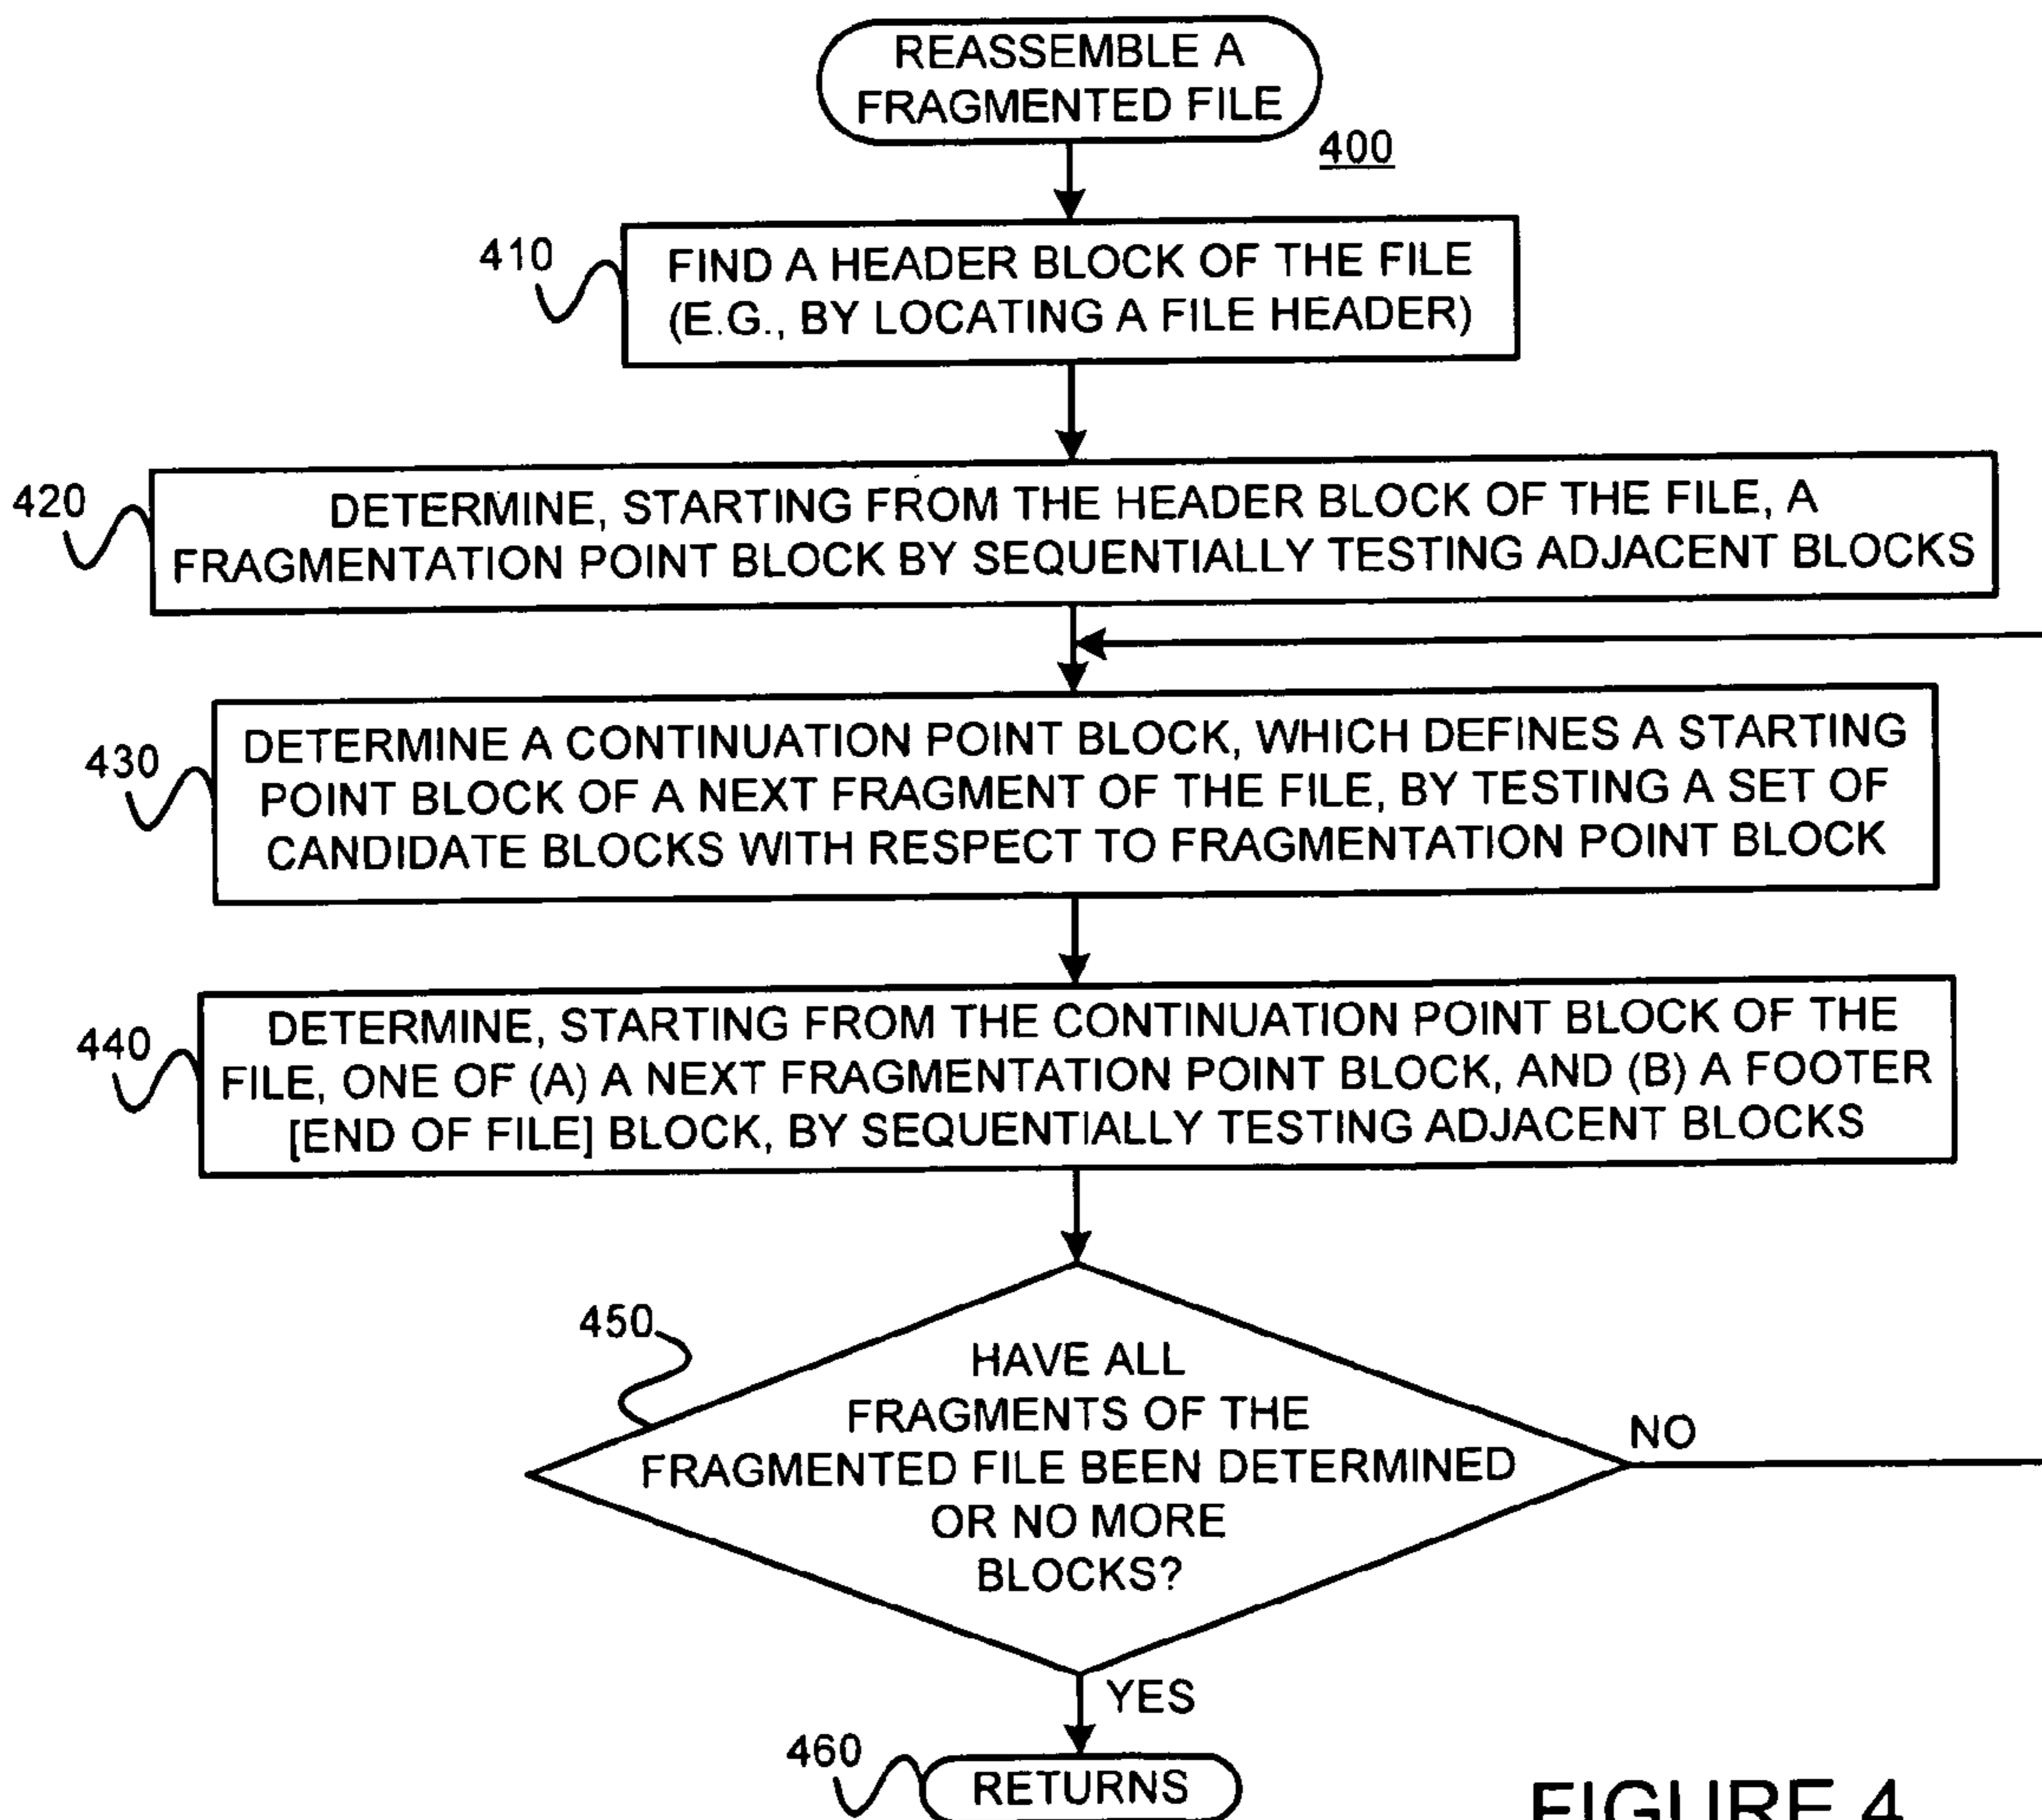 REASSEMBLE A
FRAGMENTED FILE
400
410
FIND A HEADER BLOCK OF THE FILE
(E.G., BY LOCATING A FILE HEADER)
420
DETERMINE, STARTING FROM THE HEADER BLOCK OF THE FILE, A
FRAGMENTATION POINT BLOCK BY SEQUENTIALLY TESTING ADJACENT BLOCKS
430
DETERMINE A CONTINUATION POINT BLOCK, WHICH DEFINES A STARTING
POINT BLOCK OF A NEXT FRAGMENT OF THE FILE, BY TESTING A SET OF
CANDIDATE BLOCKS WITH RESPECT TO FRAGMENTATION POINT BLOCK
440
DETERMINE, STARTING FROM THE CONTINUATION POINT BLOCK OF THE
FILE, ONE OF (A) A NEXT FRAGMENTATION POINT BLOCK, AND (B) A FOOTER
[END OF FILE] BLOCK, BY SEQUENTIALLY TESTING ADJACENT BLOCKS
450
HAVE ALL
FRAGMENTS OF THE
FRAGMENTED FILE BEEN DETERMINED
OR NO MORE
BLOCKS?
NO
YES
460
RETURNS
FIGURE 4